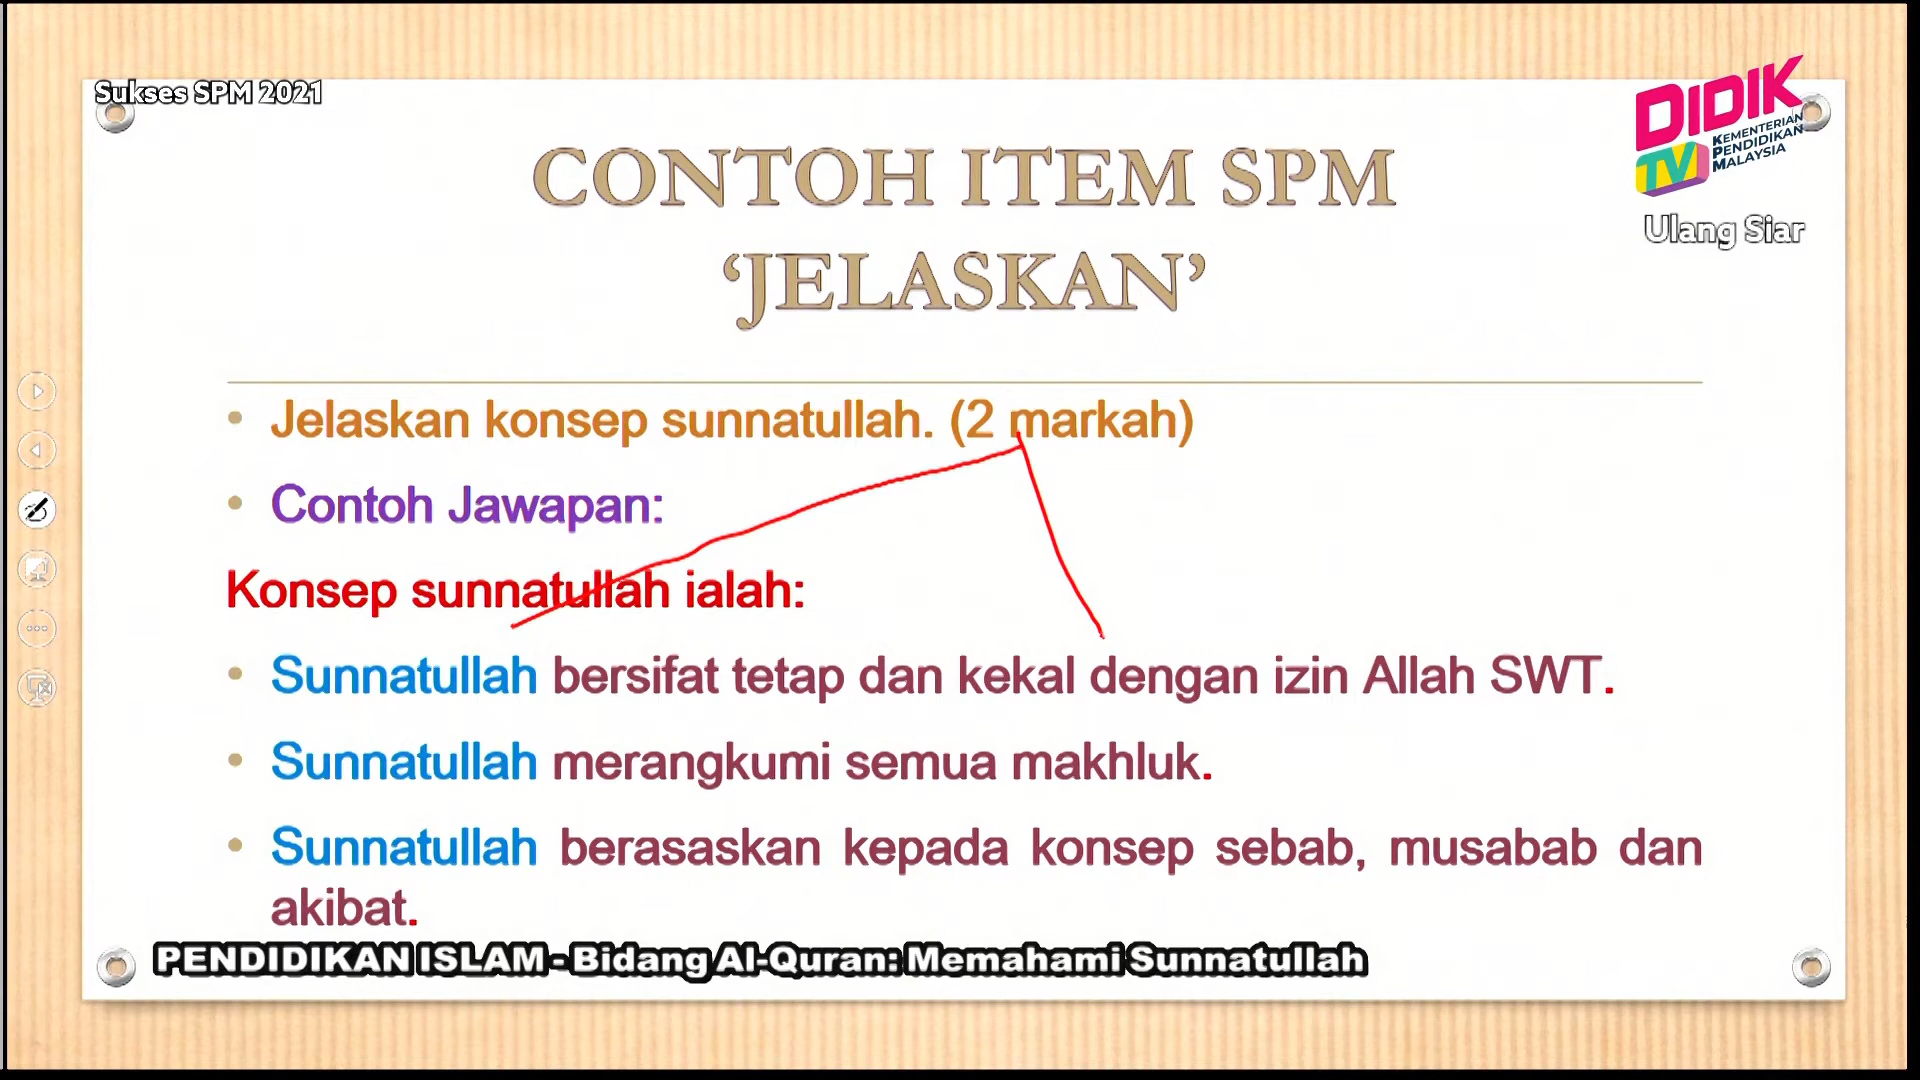 Sukses SPM 2021
DIDIK
TV
KEMENTERIAN
PENDIDIKAN
MALAYSIA
Ulang Siar
CONTOH ITEM SPM
‘JELASKAN’
• Jelaskan konsep sunnatullah. (2 markah)
• Contoh Jawapan:
Konsep sunnatullah ialah:
• Sunnatullah bersifat tetap dan kekal dengan izin Allah SWT.
• Sunnatullah merangkumi semua makhluk.
• Sunnatullah berasaskan kepada konsep sebab, musabab dan
akibat.
PENDIDIKAN ISLAM - Bidang Al-Quran: Memahami Sunnatullah